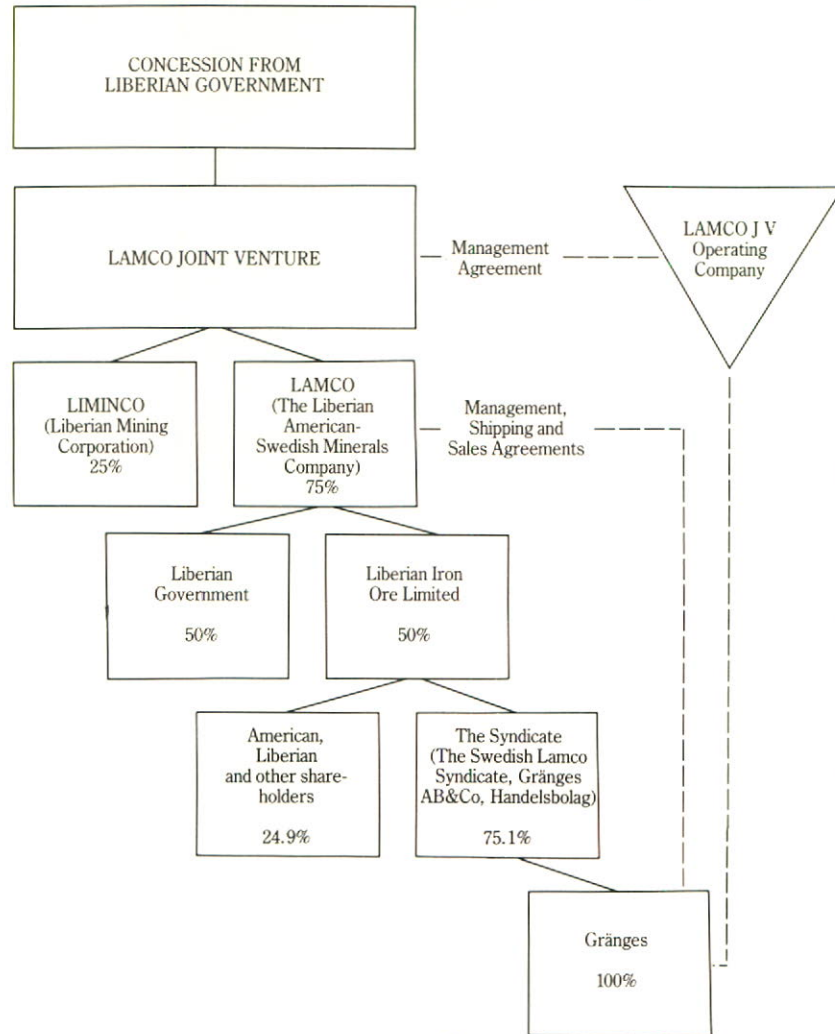 CONCESSION FROM
LIBERIAN GOVERNMENT
LAMCO JOINT VENTURE
Management
Agreement
LAMCO J V
Operating
Company
LIMINCO
(Liberian Mining
Corporation)
25%
LAMCO
(The Liberian
American-
Swedish Minerals
Company)
75%
Management,
Shipping and
Sales Agreements
Liberian
Government
50%
Liberian Iron
Ore Limited
50%
American,
Liberian
and other share-
holders
24.9%
The Syndicate
(The Swedish Lamco
Syndicate, Gränges
AB&Co, Handelsbolag)
75.1%
Gränges
100%